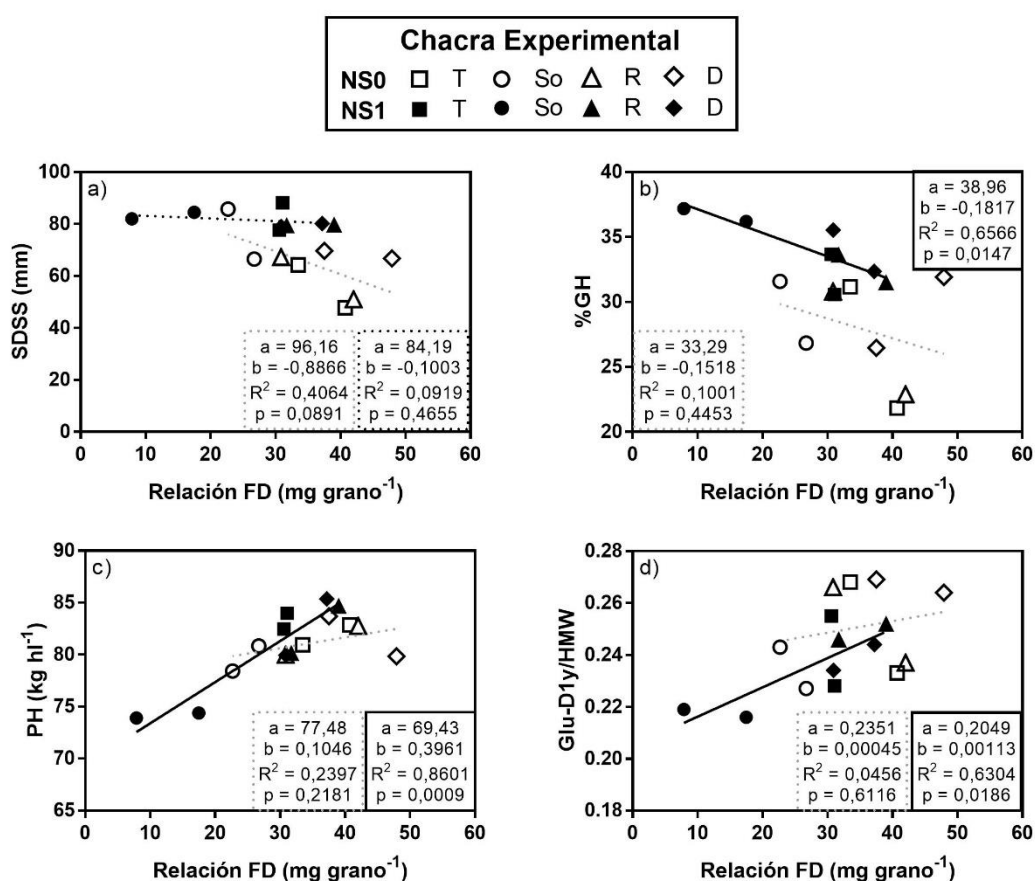 Chacra Experimental
NS0 T So R D
NS1 T So R D
a)
SDSS (mm)
100
80
60
40
20
0
a = 96,16
b = -0,8866
R² = 0,4064
p = 0,0891
a = 84,19
b = -0,1003
R² = 0,0919
p = 0,4655
0 10 20 30 40 50 60
Relación FD (mg grano⁻¹)
b)
%GH
40
35
30
25
20
a = 38,96
b = -0,1817
R² = 0,6566
p = 0,0147
a = 33,29
b = -0,1518
R² = 0,1001
p = 0,4453
0 10 20 30 40 50 60
Relación FD (mg grano⁻¹)
c)
PH (kg hl⁻¹)
90
85
80
75
70
65
a = 77,48
b = 0,1046
R² = 0,2397
p = 0,2181
a = 69,43
b = 0,3961
R² = 0,8601
p = 0,0009
0 10 20 30 40 50 60
Relación FD (mg grano⁻¹)
d)
Glu-D1y/HMW
0.28
0.26
0.24
0.22
0.20
0.18
a = 0,2351
b = 0,00045
R² = 0,0456
p = 0,6116
a = 0,2049
b = 0,00113
R² = 0,6304
p = 0,0186
0 10 20 30 40 50 60
Relación FD (mg grano⁻¹)